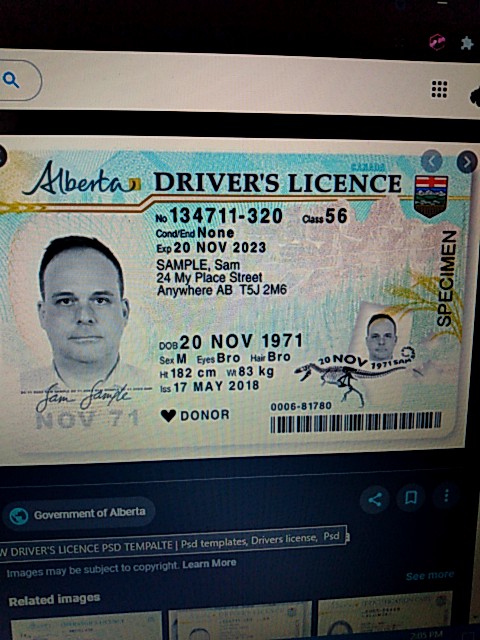 CANADA
Alberta DRIVER'S LICENCE
No 134711-320 Class 56
Cond/End None
Exp 20 NOV 2023
SAMPLE, Sam
24 My Place Street
Anywhere AB T5J 2M6
SPECIMEN
DOB 20 NOV 1971
Sex M Eyes Bro Hair Bro
Ht 182 cm Wt 83 kg
Iss 17 MAY 2018
20 NOV 1971 SAM
Sam Sample
NOV 71
DONOR
0006-81780
Government of Alberta
W DRIVER'S LICENCE PSD TEMPALTE | Psd templates, Drivers license, Psd
Images may be subject to copyright. Learn More
See more
Related images
2:10 PM